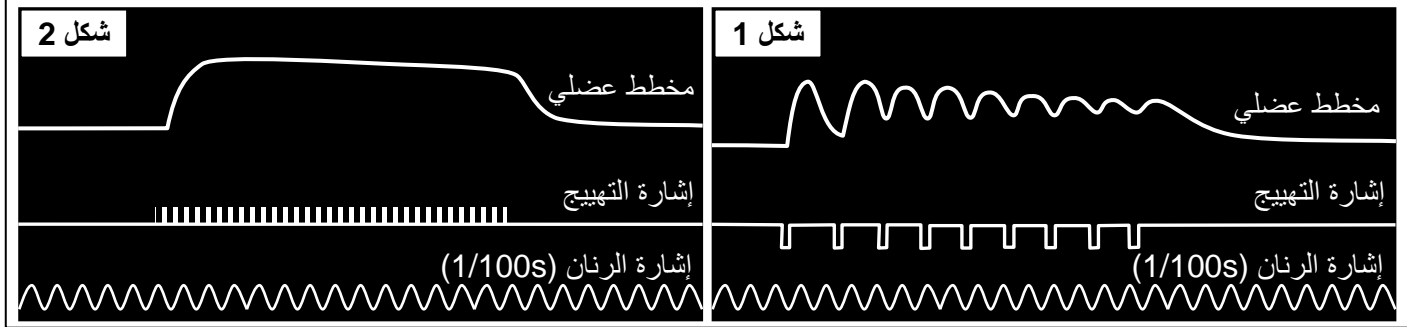 شكل 1
مخطط عضلي
إشارة التهييج
إشارة الرنان (1/100s)
شكل 2
مخطط عضلي
إشارة التهييج
إشارة الرنان (1/100s)